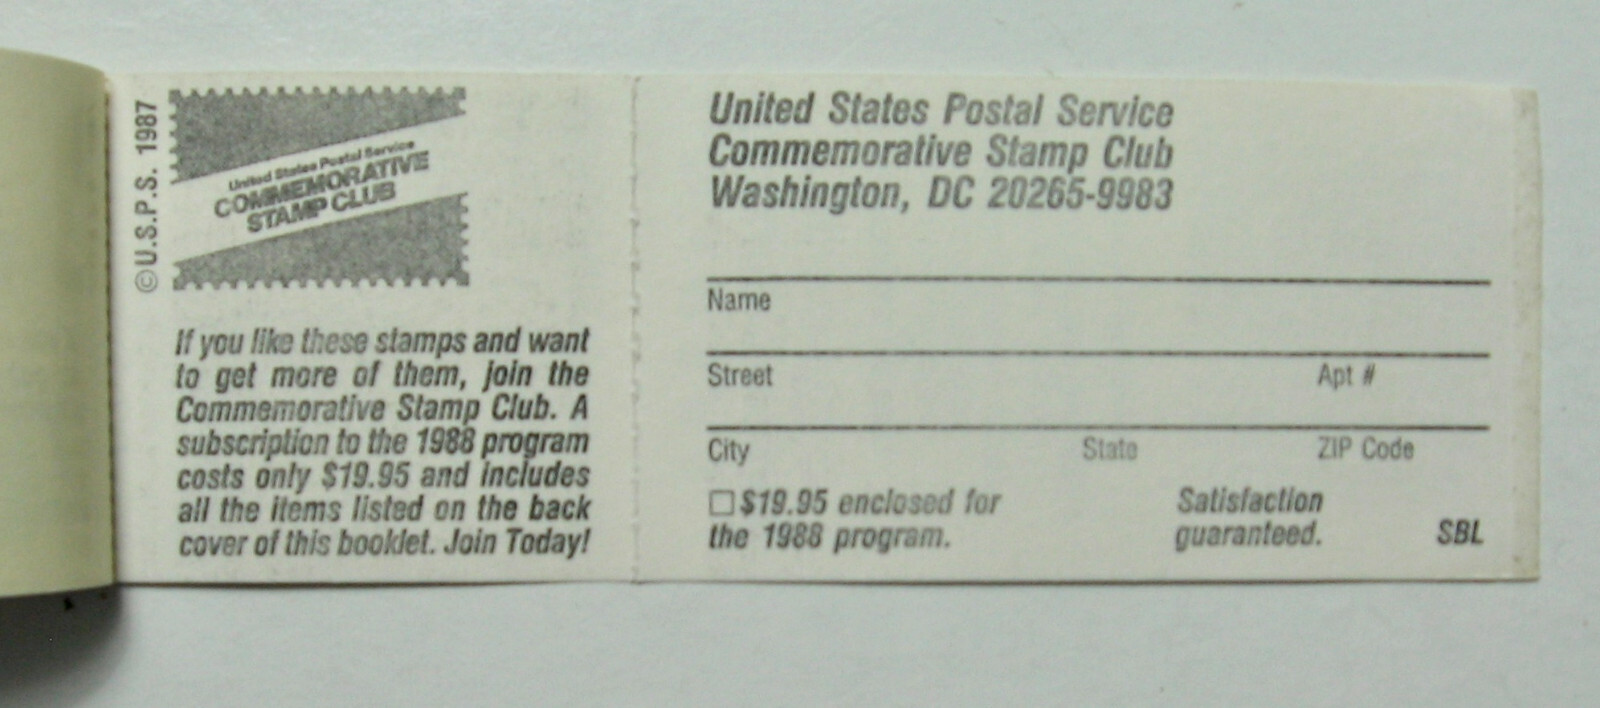 ©U.S.P.S. 1987
United States Postal Service
COMMEMORATIVE
STAMP CLUB
If you like these stamps and want
to get more of them, join the
Commemorative Stamp Club. A
subscription to the 1988 program
costs only $19.95 and includes
all the items listed on the back
cover of this booklet. Join Today!
United States Postal Service
Commemorative Stamp Club
Washington, DC 20265-9983
Name
Street Apt #
City State ZIP Code
$19.95 enclosed for
the 1988 program.
Satisfaction
guaranteed.
SBL